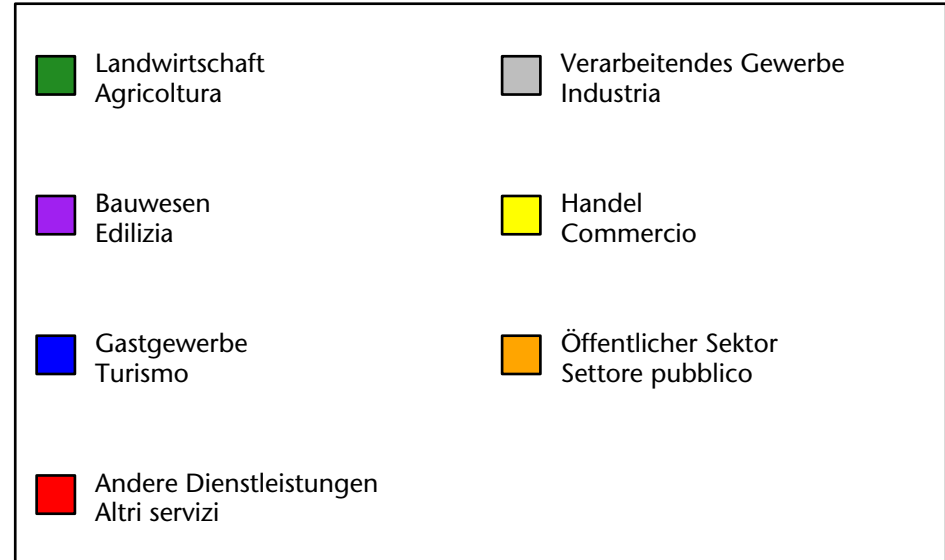 Landwirtschaft
Agricoltura
Verarbeitendes Gewerbe
Industria
Bauwesen
Edilizia
Handel
Commercio
Gastgewerbe
Turismo
Öffentlicher Sektor
Settore pubblico
Andere Dienstleistungen
Altri servizi